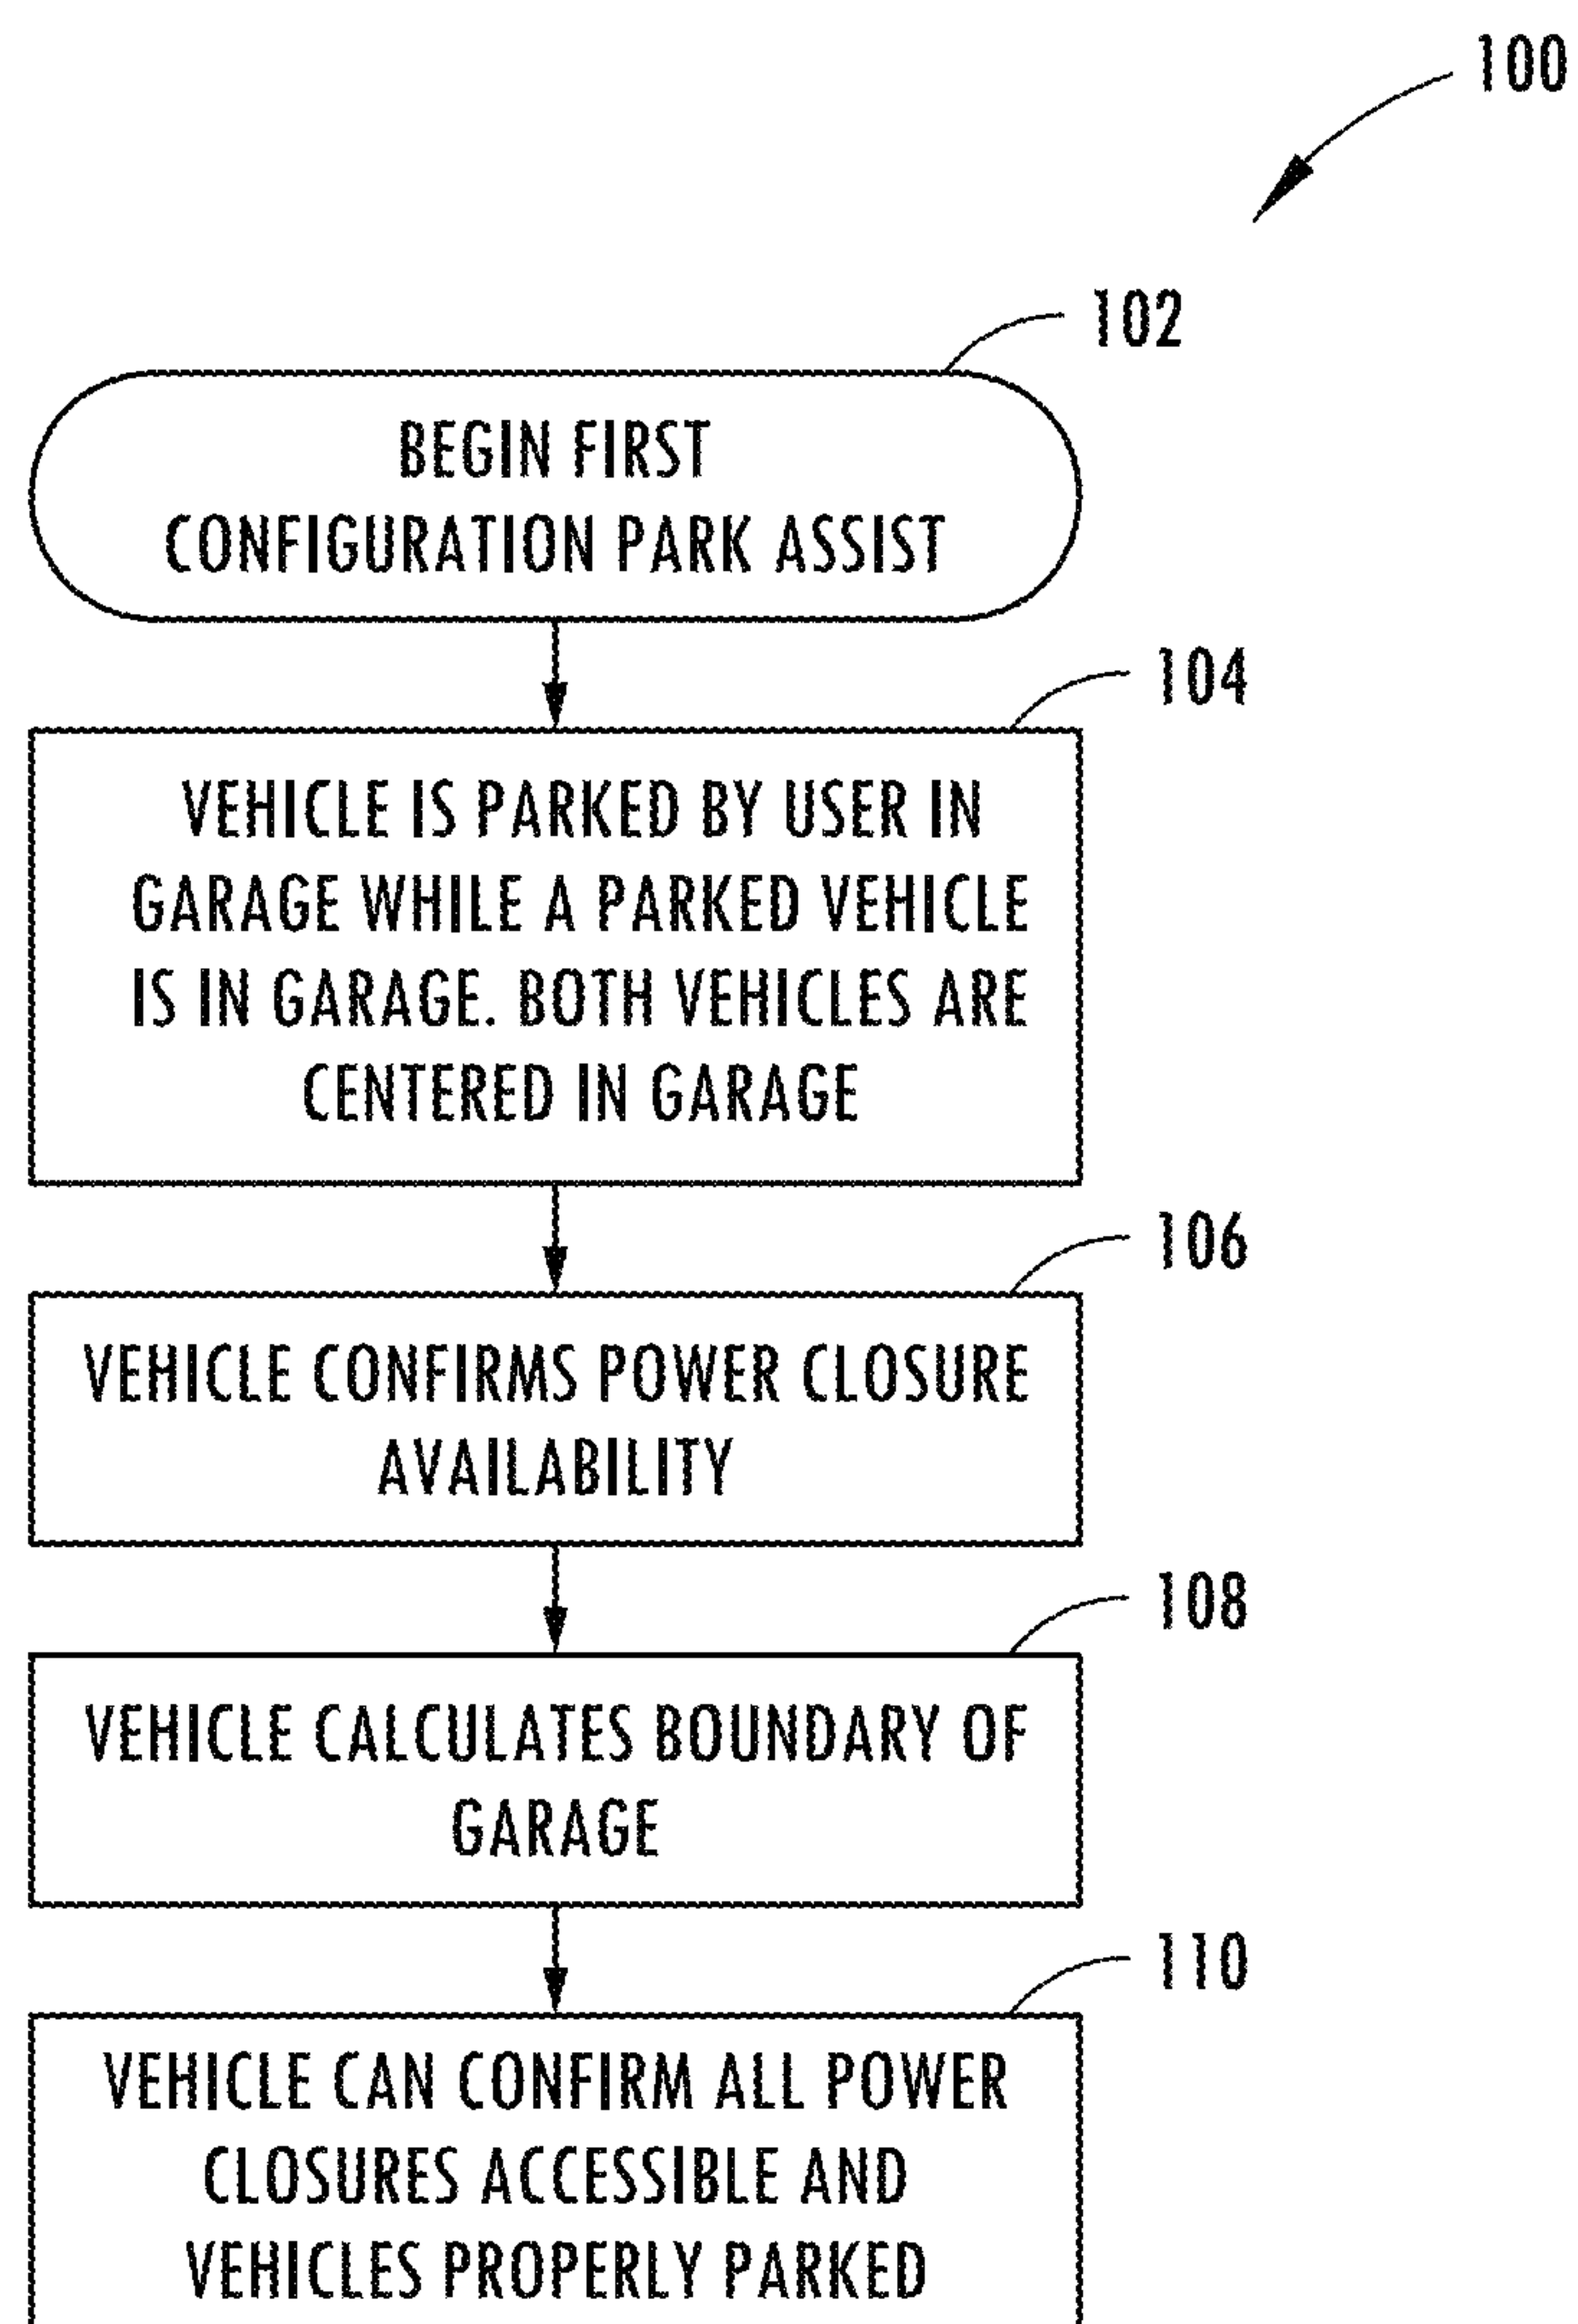 100
102
BEGIN FIRST
CONFIGURATION PARK ASSIST
104
VEHICLE IS PARKED BY USER IN
GARAGE WHILE A PARKED VEHICLE
IS IN GARAGE. BOTH VEHICLES ARE
CENTERED IN GARAGE
106
VEHICLE CONFIRMS POWER CLOSURE
AVAILABILITY
108
VEHICLE CALCULATES BOUNDARY OF
GARAGE
110
VEHICLE CAN CONFIRM ALL POWER
CLOSURES ACCESSIBLE AND
VEHICLES PROPERLY PARKED